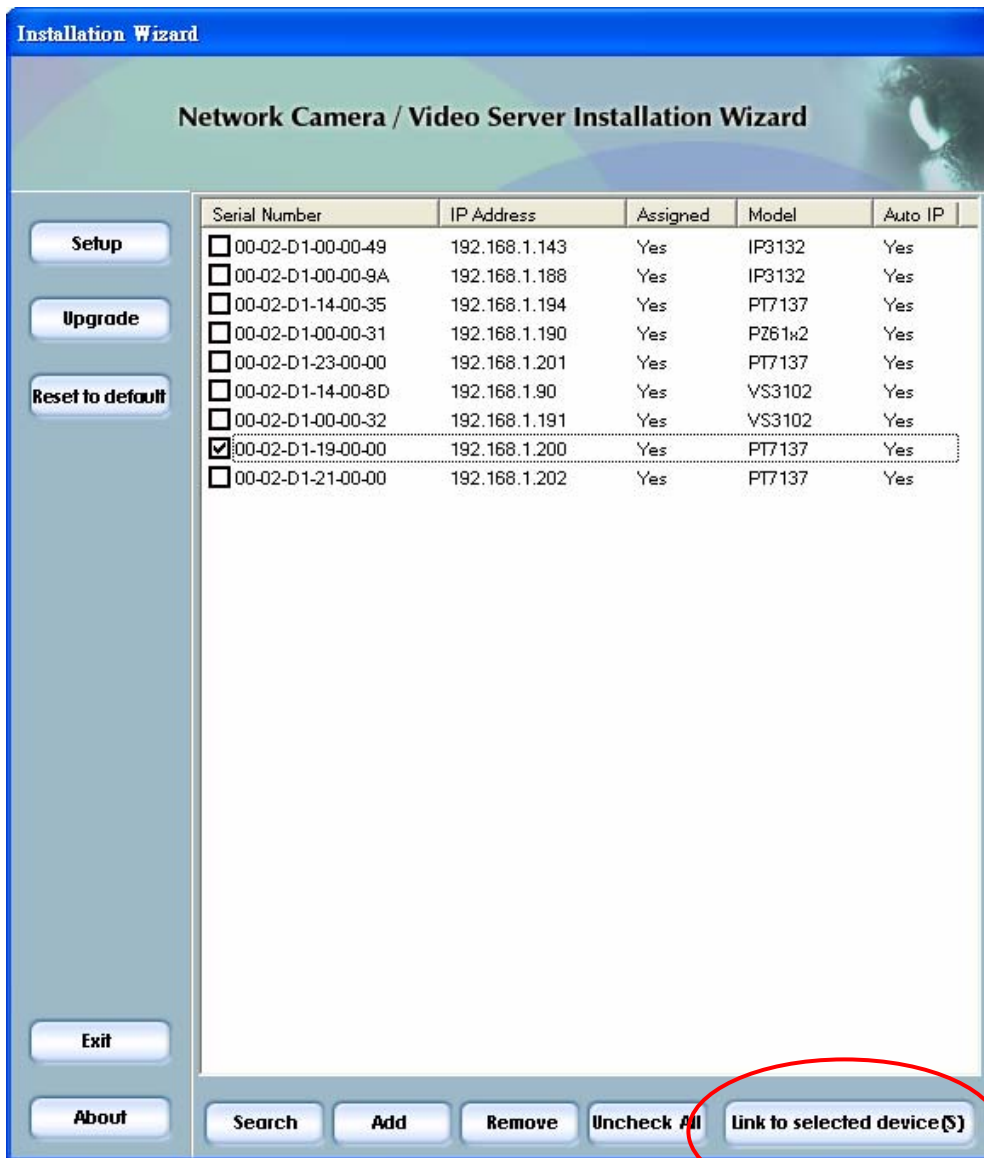 Installation Wizard
Network Camera / Video Server Installation Wizard
Setup
Upgrade
Reset to default
Exit
About
Serial Number IP Address Assigned Model Auto IP
00-02-D1-00-00-49 192.168.1.143 Yes IP3132 Yes
00-02-D1-00-00-9A 192.168.1.188 Yes IP3132 Yes
00-02-D1-14-00-35 192.168.1.194 Yes PT7137 Yes
00-02-D1-00-00-31 192.168.1.190 Yes PZ61x2 Yes
00-02-D1-23-00-00 192.168.1.201 Yes PT7137 Yes
00-02-D1-14-00-8D 192.168.1.90 Yes VS3102 Yes
00-02-D1-00-00-32 192.168.1.191 Yes VS3102 Yes
00-02-D1-19-00-00 192.168.1.200 Yes PT7137 Yes
00-02-D1-21-00-00 192.168.1.202 Yes PT7137 Yes
Search Add Remove Uncheck All Link to selected device(S)